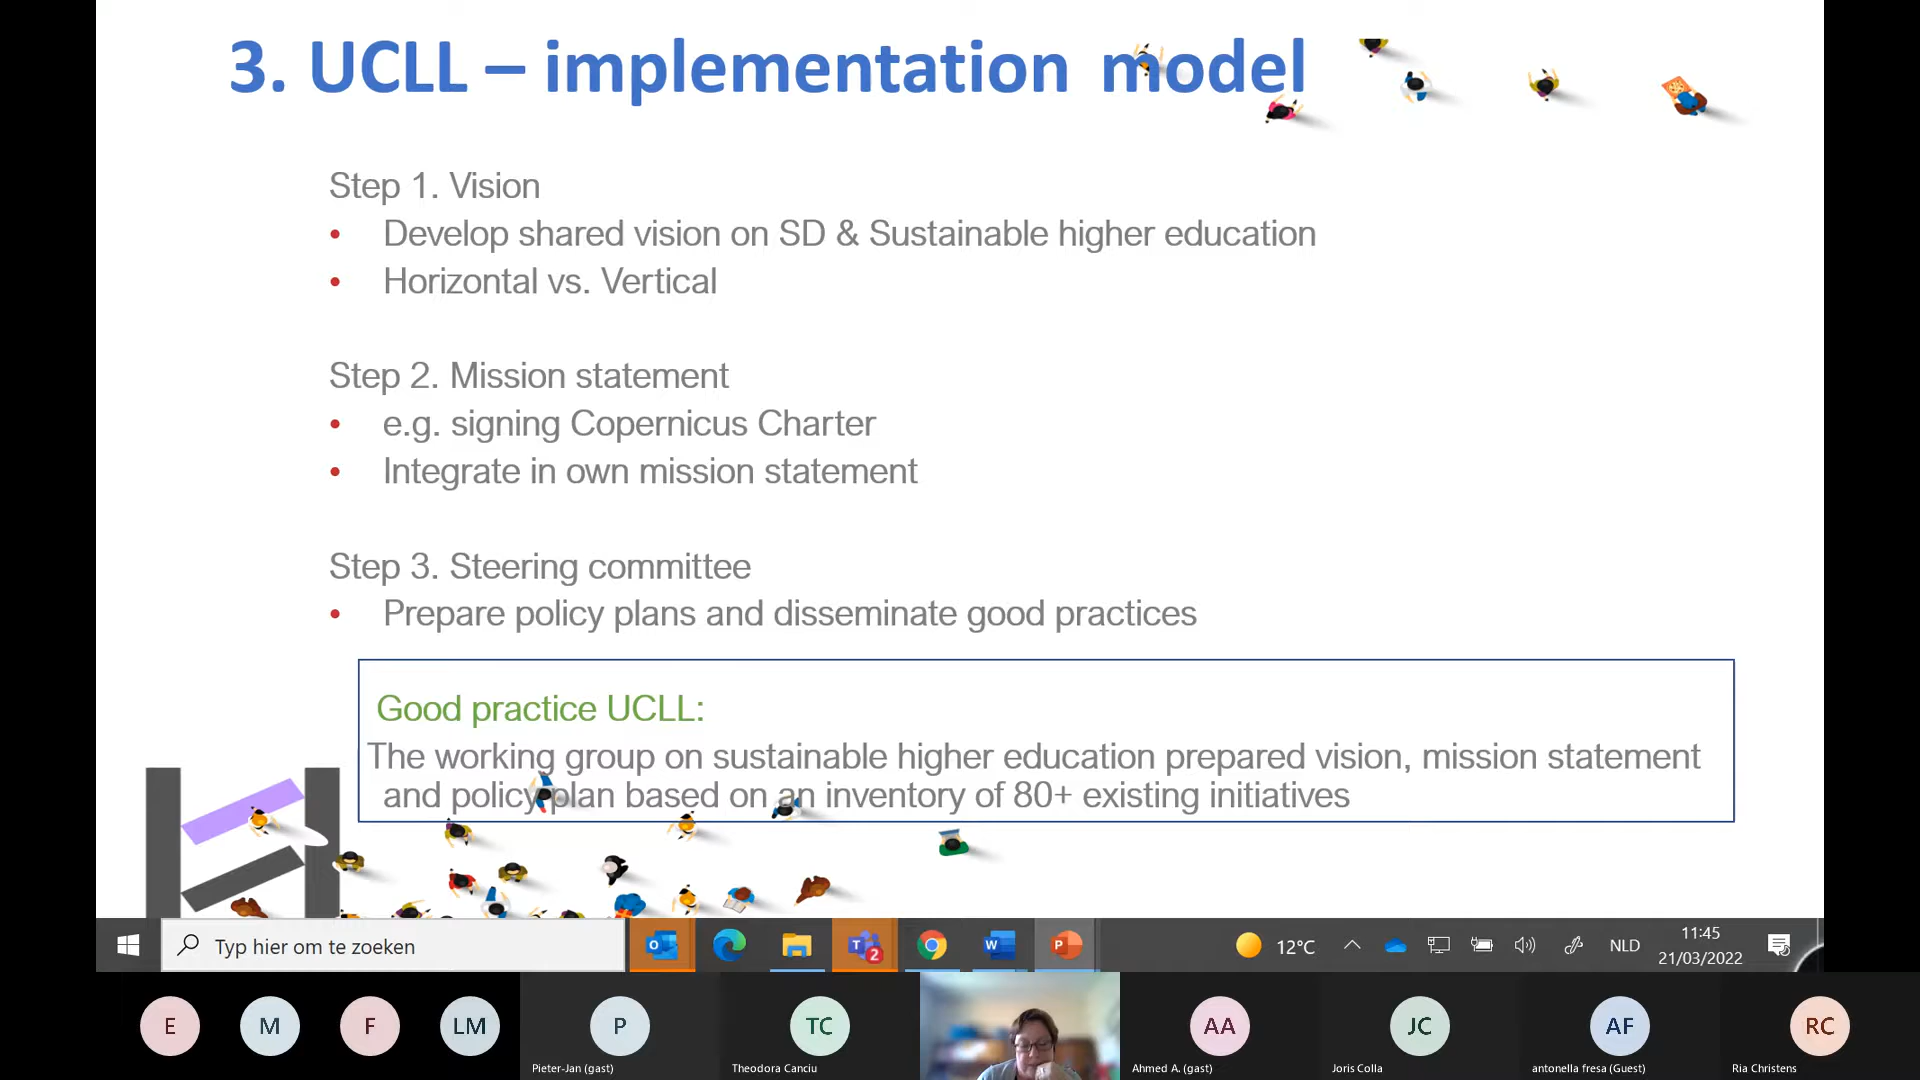 3. UCLL – implementation model
Step 1. Vision
• Develop shared vision on SD & Sustainable higher education
• Horizontal vs. Vertical
Step 2. Mission statement
• e.g. signing Copernicus Charter
• Integrate in own mission statement
Step 3. Steering committee
• Prepare policy plans and disseminate good practices
Good practice UCLL:
The working group on sustainable higher education prepared vision, mission statement
and policy plan based on an inventory of 80+ existing initiatives
Typ hier om te zoeken
2
12°C
NLD
11:45
21/03/2022
E
M
F
LM
P
TC
AA
JC
AF
RC
Pieter-Jan (gast)
Theodora Canciu
Ahmed A. (gast)
Joris Colla
antonella fresa (Guest)
Ria Christens